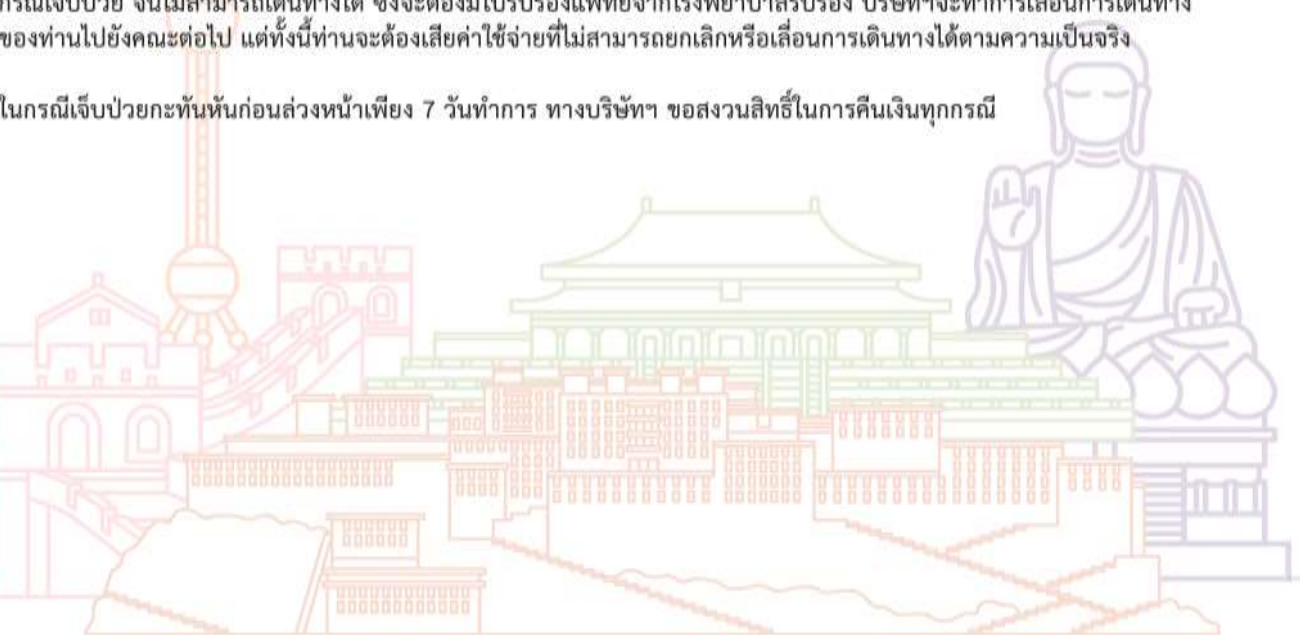 กรณีเจ็บป่วย จนไม่สามารถเดินทางได้ ซึ่งจะต้องมีใบรับรองแพทย์จากโรงพยาบาลรับรอง บริษัทฯจะทำการเลื่อนการเดินทาง
ของท่านไปยังคณะต่อไป แต่ทั้งนี้ท่านจะต้องเสียค่าใช้จ่ายที่ไม่สามารถยกเลิกหรือเลื่อนการเดินทางได้ตามความเป็นจริง
ในกรณีเจ็บป่วยกะทันหันก่อนล่วงหน้าเพียง 7 วันทำการ ทางบริษัทฯ ขอสงวนสิทธิ์ในการคืนเงินทุกกรณี